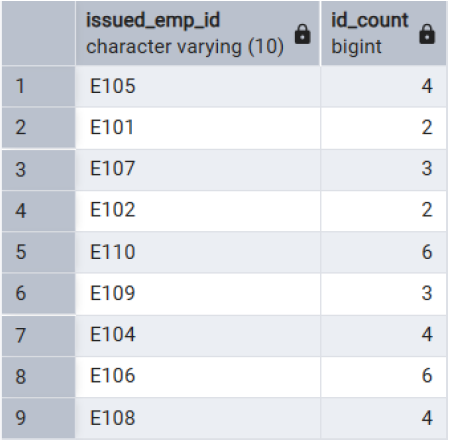 issued_emp_id id_count
character varying (10) bigint
1 E105 4
2 E101 2
3 E107 3
4 E102 2
5 E110 6
6 E109 3
7 E104 4
8 E106 6
9 E108 4